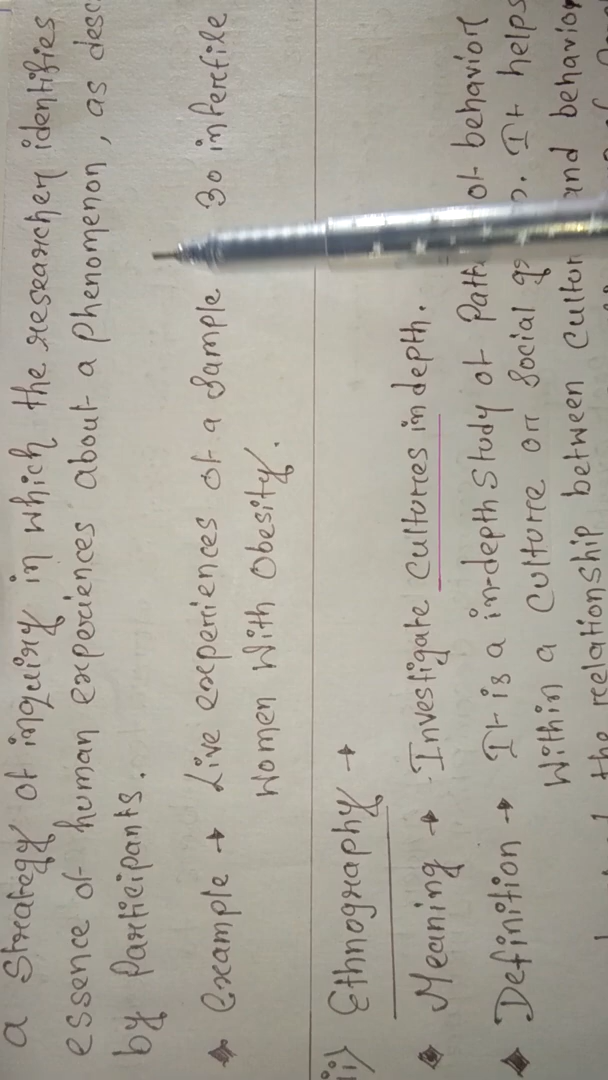 a Strategy of inquiry in which the researcher identifies
essence of human experiences about a phenomenon, as desc
by Participants.
Example → Live experiences of a Sample 30 infertile
Women With Obesity.
ii) Ethnography →
Meaning → Investigate Cultures in depth.
Definition → It is a in-depth Study of Patt of behavior
Within a Culture or Social g . It helps
the relationship between Cultur and behavior